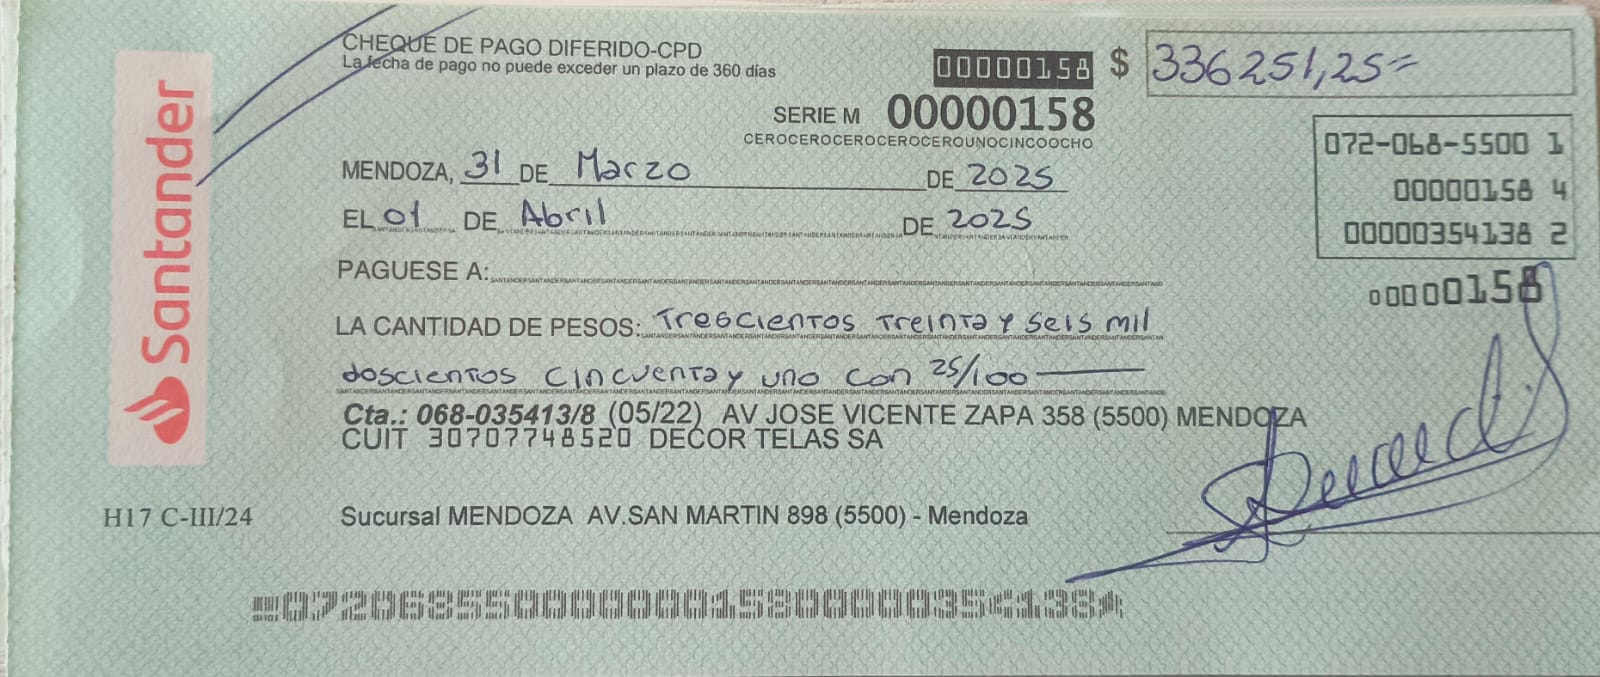 Santander
CHEQUE DE PAGO DIFERIDO-CPD
La fecha de pago no puede exceder un plazo de 360 días
00000158 $ 336251,25=
SERIE M 00000158
CEROCEROCEROCEROCEROUNOCINCOOCHO
072-068-5500 1
00000158 4
00000354138 2
00000158
MENDOZA, 31 DE Marzo DE 2025
EL 01 DE Abril DE 2025
PAGUESE A:
LA CANTIDAD DE PESOS: Trescientos Treinta y seis mil
doscientos cincuenta y uno con 25/100
Cta.: 068-035413/8 (05/22) AV JOSE VICENTE ZAPA 358 (5500) MENDOZA
CUIT 30707748520 DECOR TELAS SA
H17 C-III/24
Sucursal MENDOZA AV.SAN MARTIN 898 (5500) - Mendoza